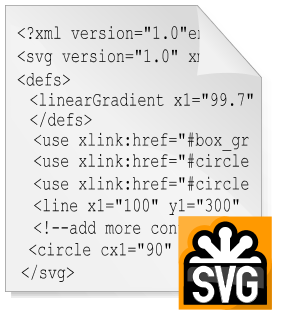 <?xml version="1.0"en
<svg version="1.0" xn
<defs>
<linearGradient x1="99.7"
</defs>
<use xlink:href="#box_gr
<use xlink:href="#circle
<use xlink:href="#circle
<line x1="100" y1="300"
<!--add more con
<circle cx1="90"
</svg>
SVG